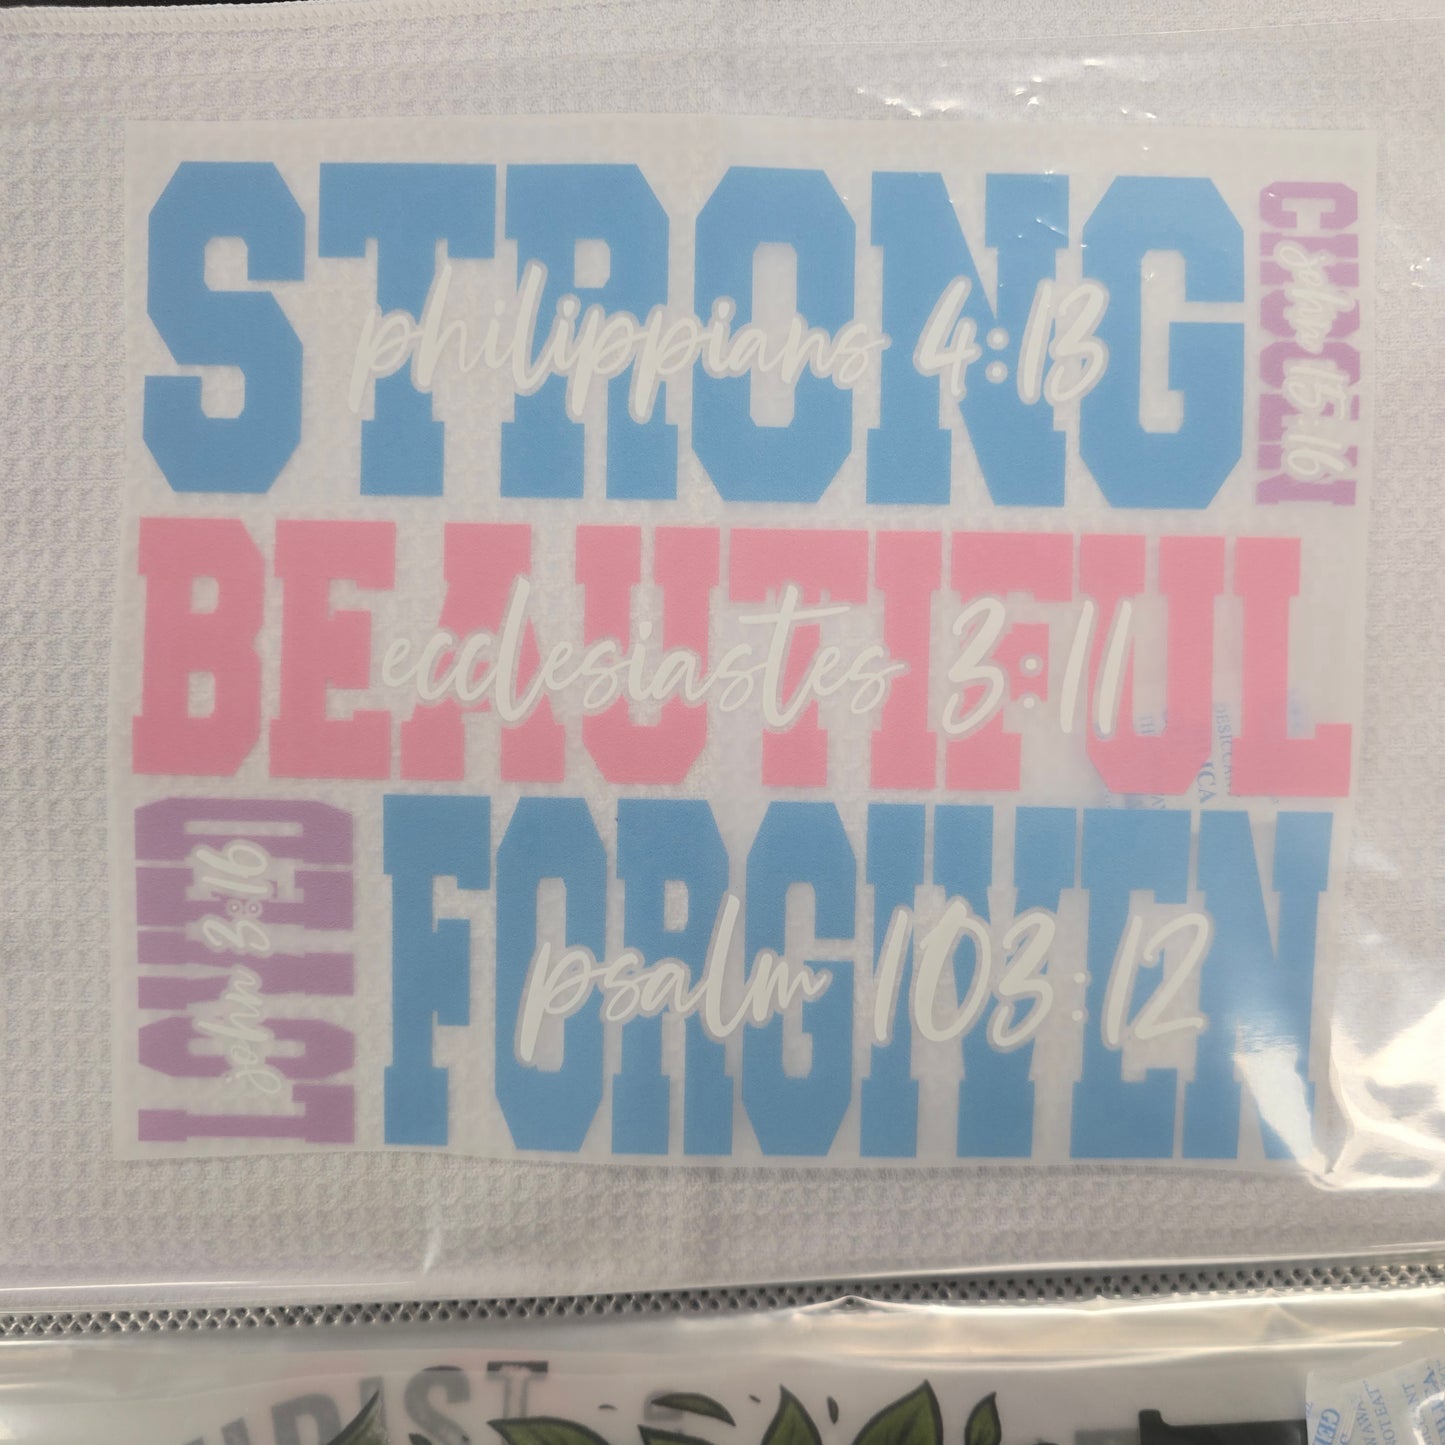 STRONG
philippians 4:13
CHOSEN
john 15:16
BEAUTIFUL
ecclesiastes 3:11
LOVED
john 3:16
FORGIVEN
psalm 103:12
DESICCA